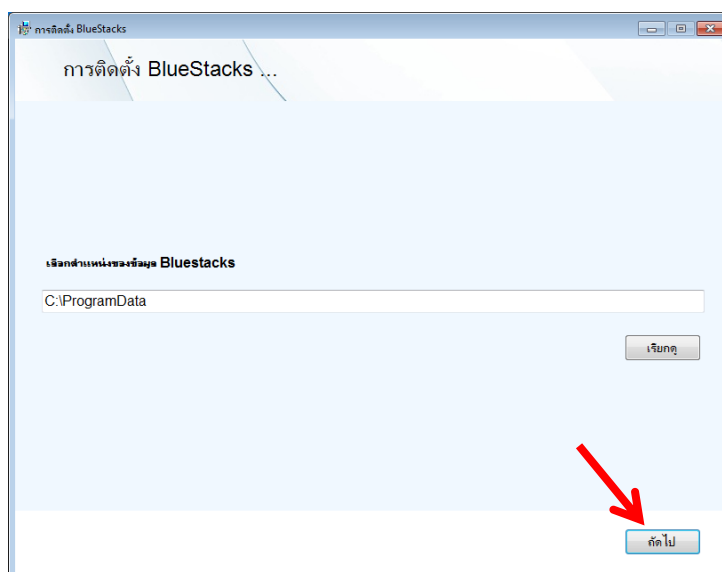 การติดตั้ง BlueStacks
การติดตั้ง BlueStacks ...
เลือกตำแหน่งของข้อมูล Bluestacks
C:\ProgramData
เรียกดู
ถัดไป